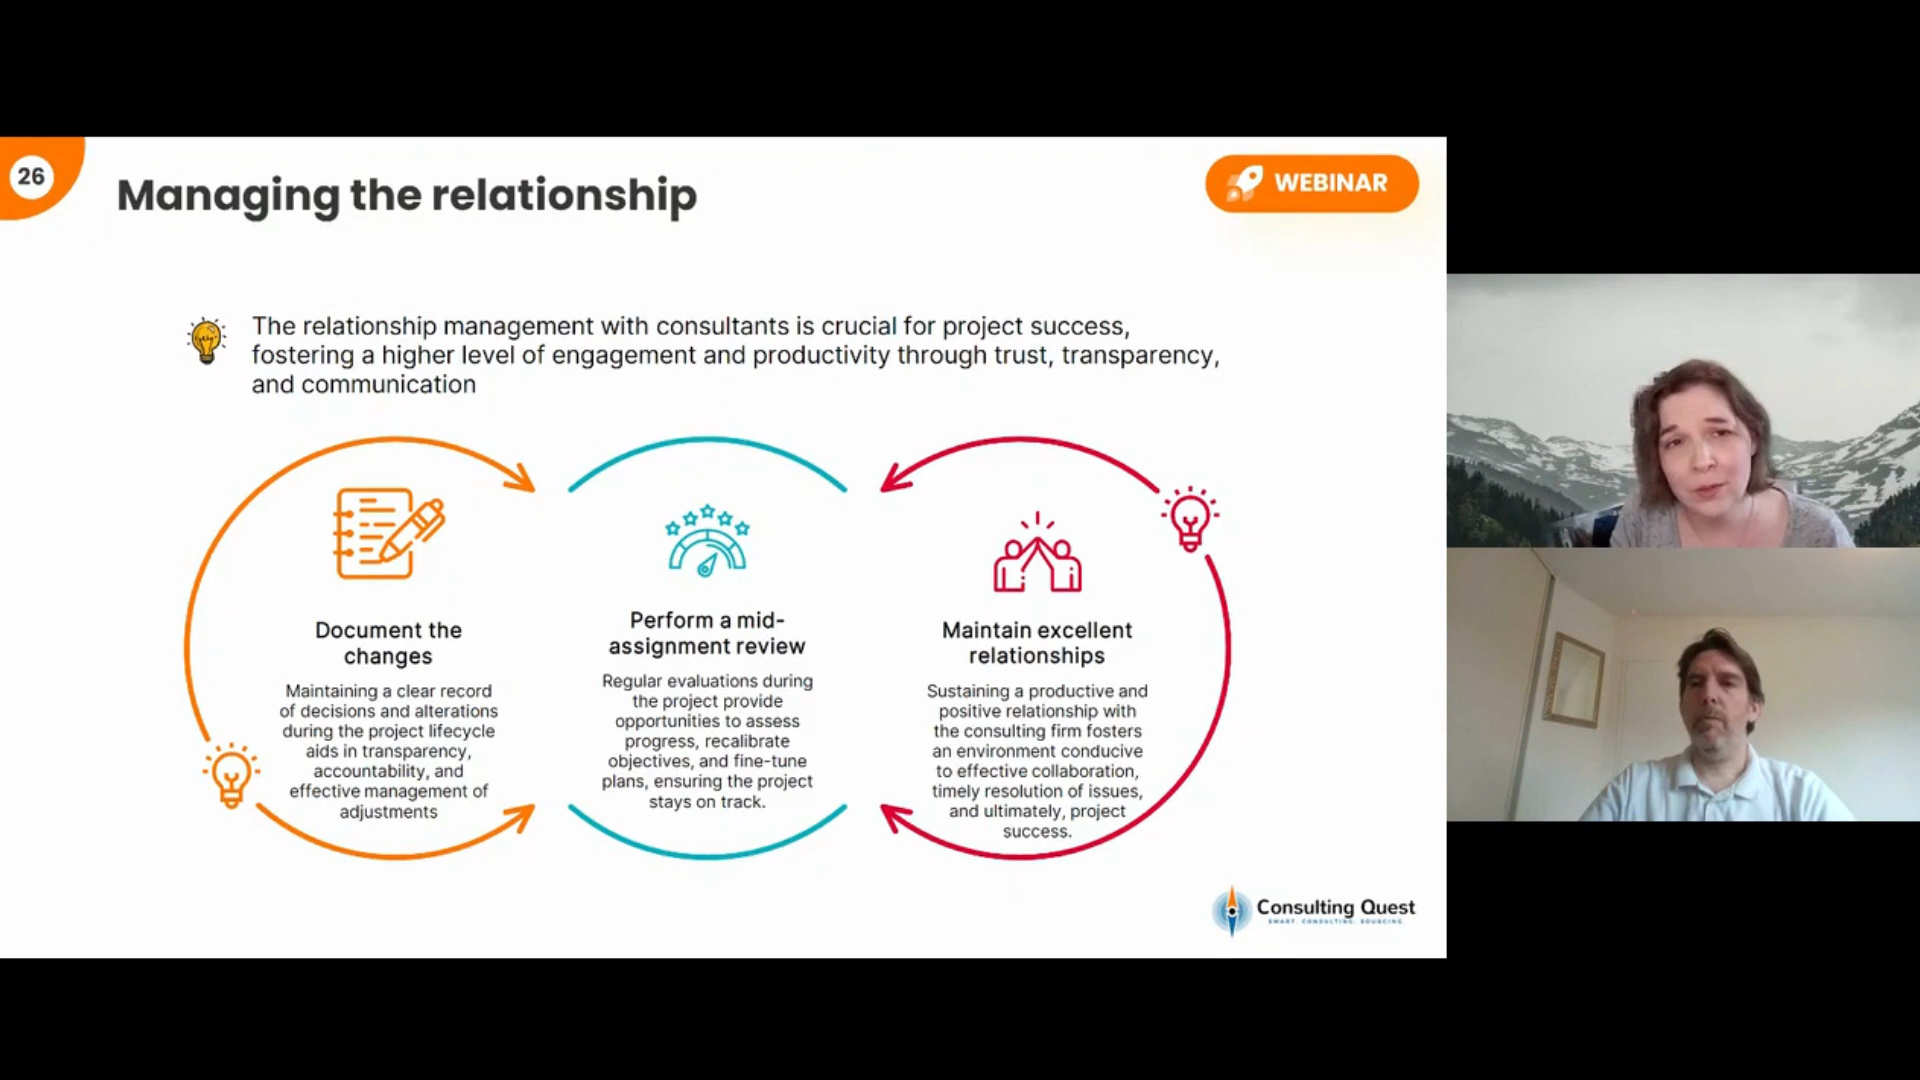 26
Managing the relationship
WEBINAR
The relationship management with consultants is crucial for project success,
fostering a higher level of engagement and productivity through trust, transparency,
and communication
Document the
changes
Maintaining a clear record
of decisions and alterations
during the project lifecycle
aids in transparency,
accountability, and
effective management of
adjustments
Perform a mid-
assignment review
Regular evaluations during
the project provide
opportunities to assess
progress, recalibrate
objectives, and fine-tune
plans, ensuring the project
stays on track.
Maintain excellent
relationships
Sustaining a productive and
positive relationship with
the consulting firm fosters
an environment conducive
to effective collaboration,
timely resolution of issues,
and ultimately, project
success.
Consulting Quest
SMART. CONSULTING. SOURCING.